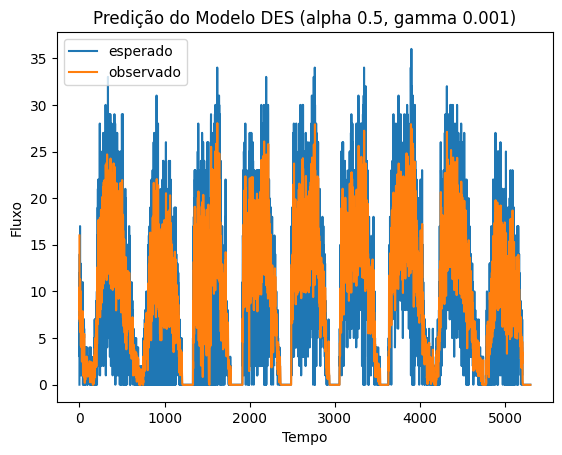 Predição do Modelo DES (alpha 0.5, gamma 0.001)
esperado
observado
35
30
25
20
15
10
5
0
Fluxo
0 1000 2000 3000 4000 5000
Tempo